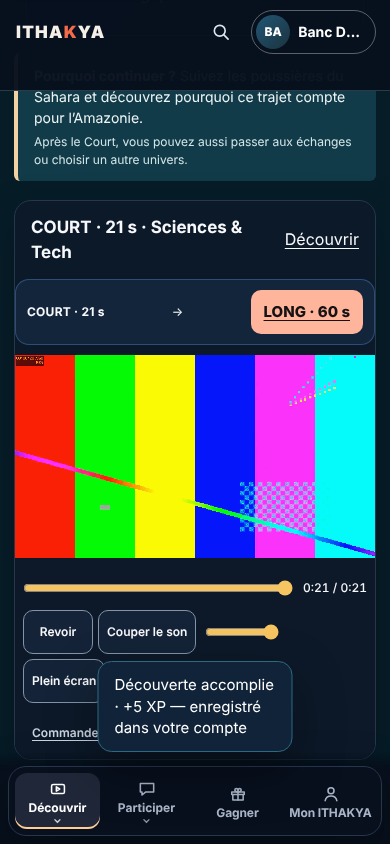 ITHAKYA
BA
Banc D...
Pourquoi continuer ? Suivez les poussières du
Sahara et découvrez pourquoi ce trajet compte
pour l’Amazonie.
Après le Court, vous pouvez aussi passer aux échanges
ou choisir un autre univers.
COURT · 21 s · Sciences &
Tech
Découvrir
COURT · 21 s
→
LONG · 60 s
0:21 / 0:21
Revoir
Couper le son
Plein écran
Découverte accomplie
· +5 XP — enregistré
dans votre compte
Commande
Découvrir
Participer
Gagner
Mon ITHAKYA